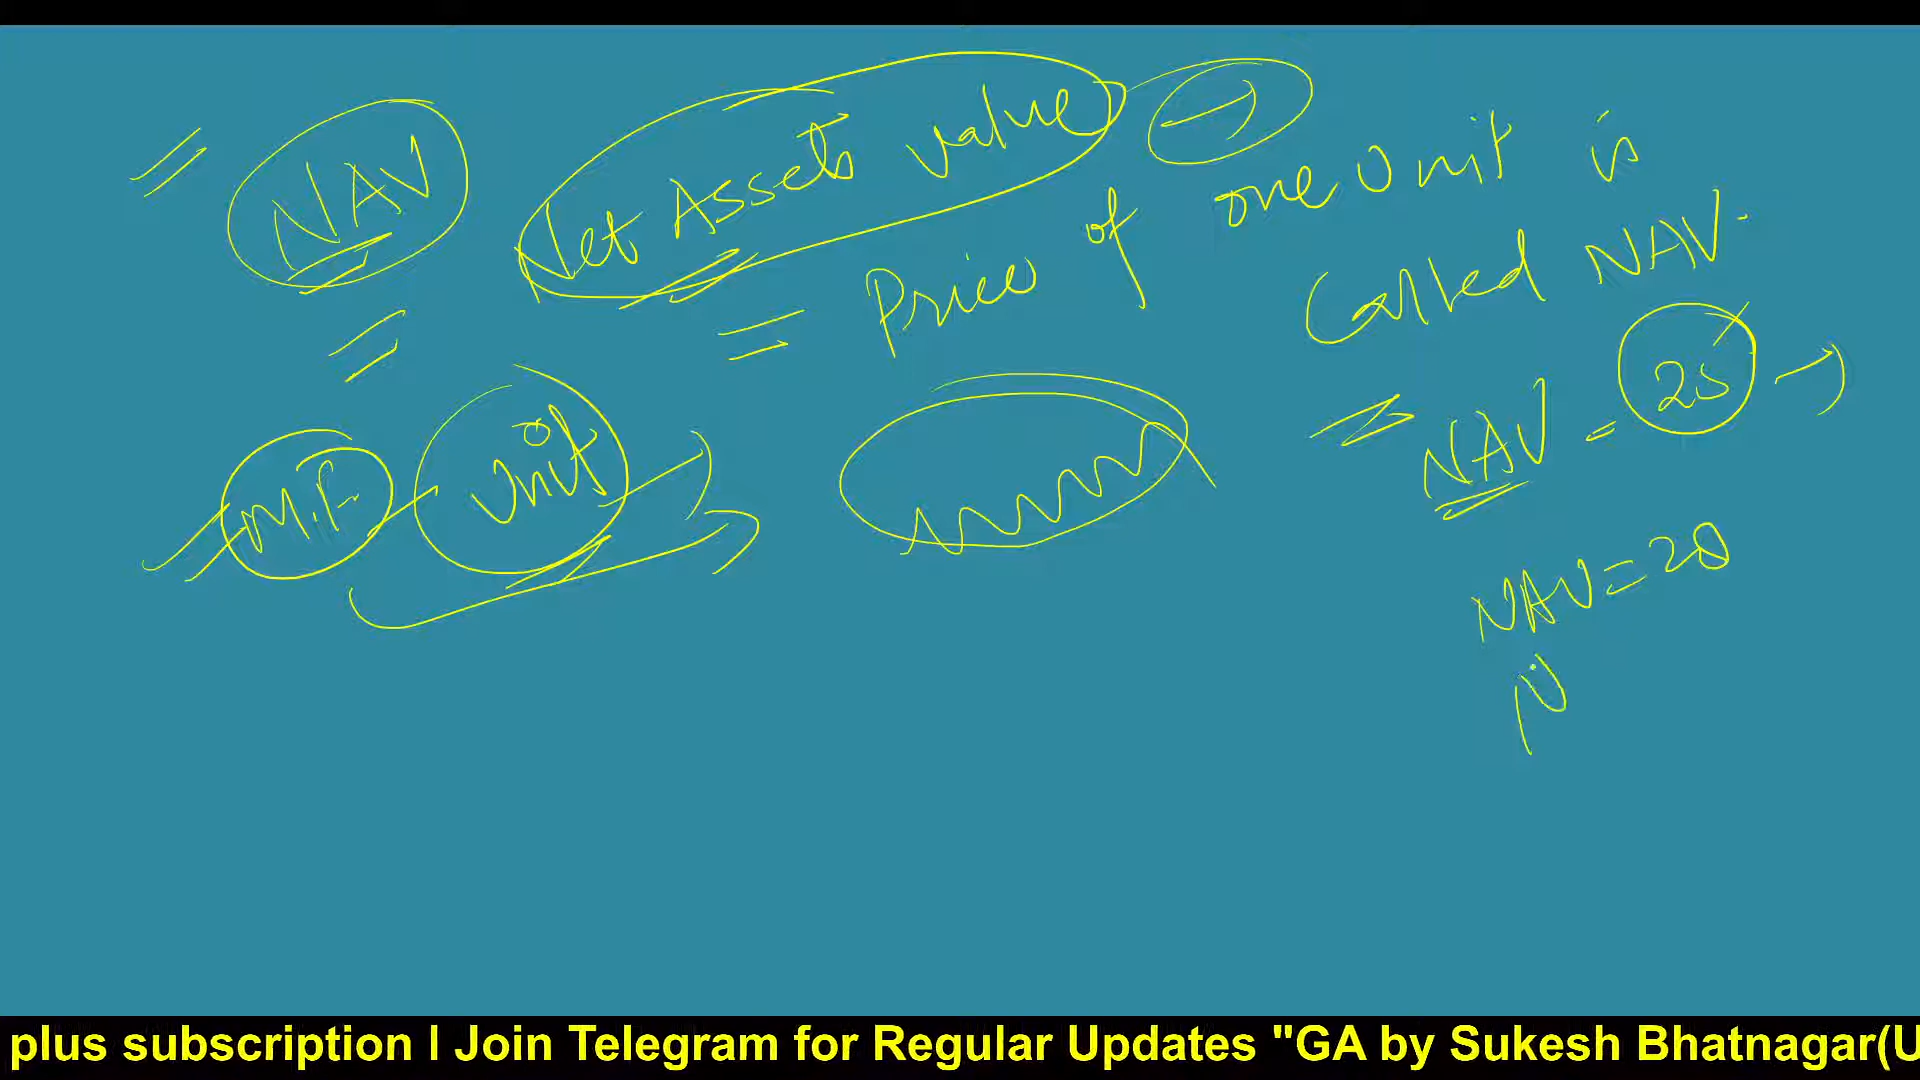 NAV Net Assets value
= Price of one Unit is
Called NAV.
M.F. Unit
NAV = 25
NAV = 28
N
plus subscription I Join Telegram for Regular Updates "GA by Sukesh Bhatnagar(U